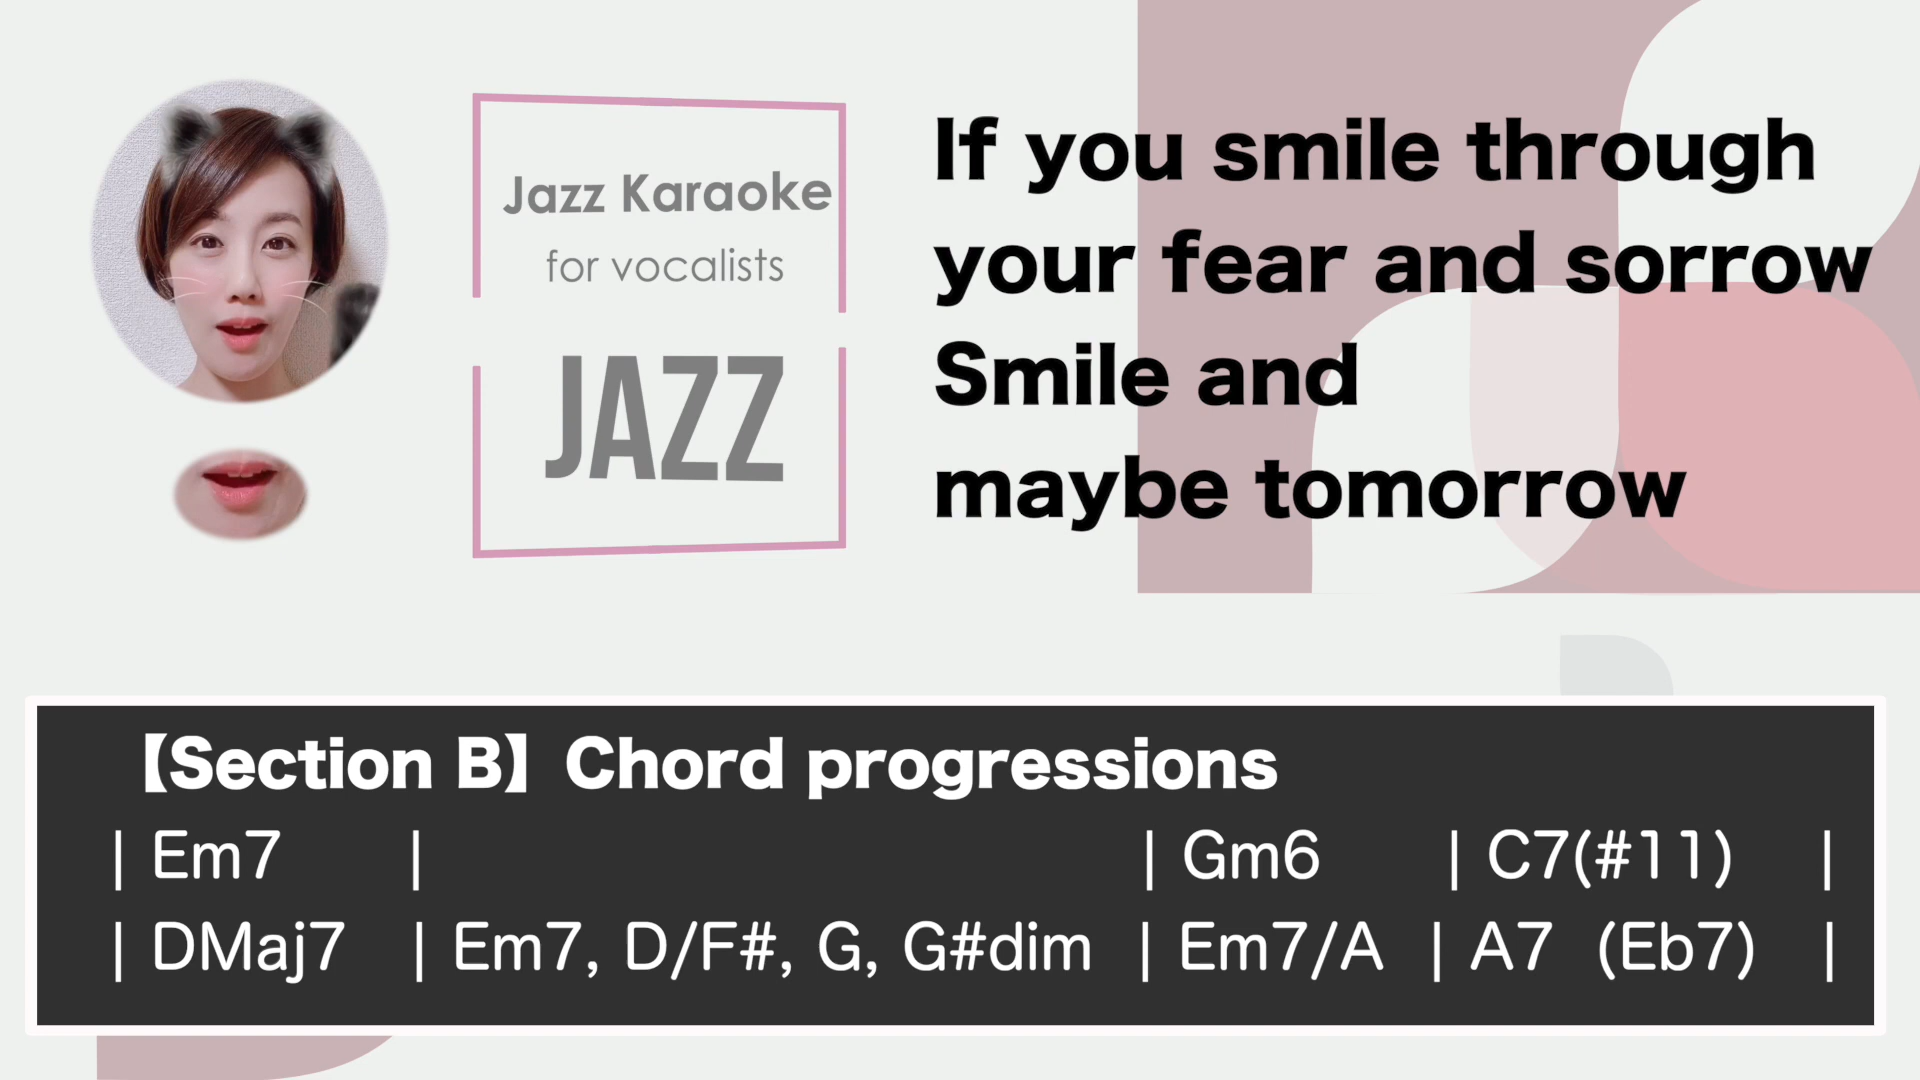 Jazz Karaoke
for vocalists
JAZZ
If you smile through
your fear and sorrow
Smile and
maybe tomorrow
【Section B】Chord progressions
| Em7 | | Gm6 | C7(#11) |
| DMaj7 | Em7, D/F#, G, G#dim | Em7/A | A7 (Eb7) |